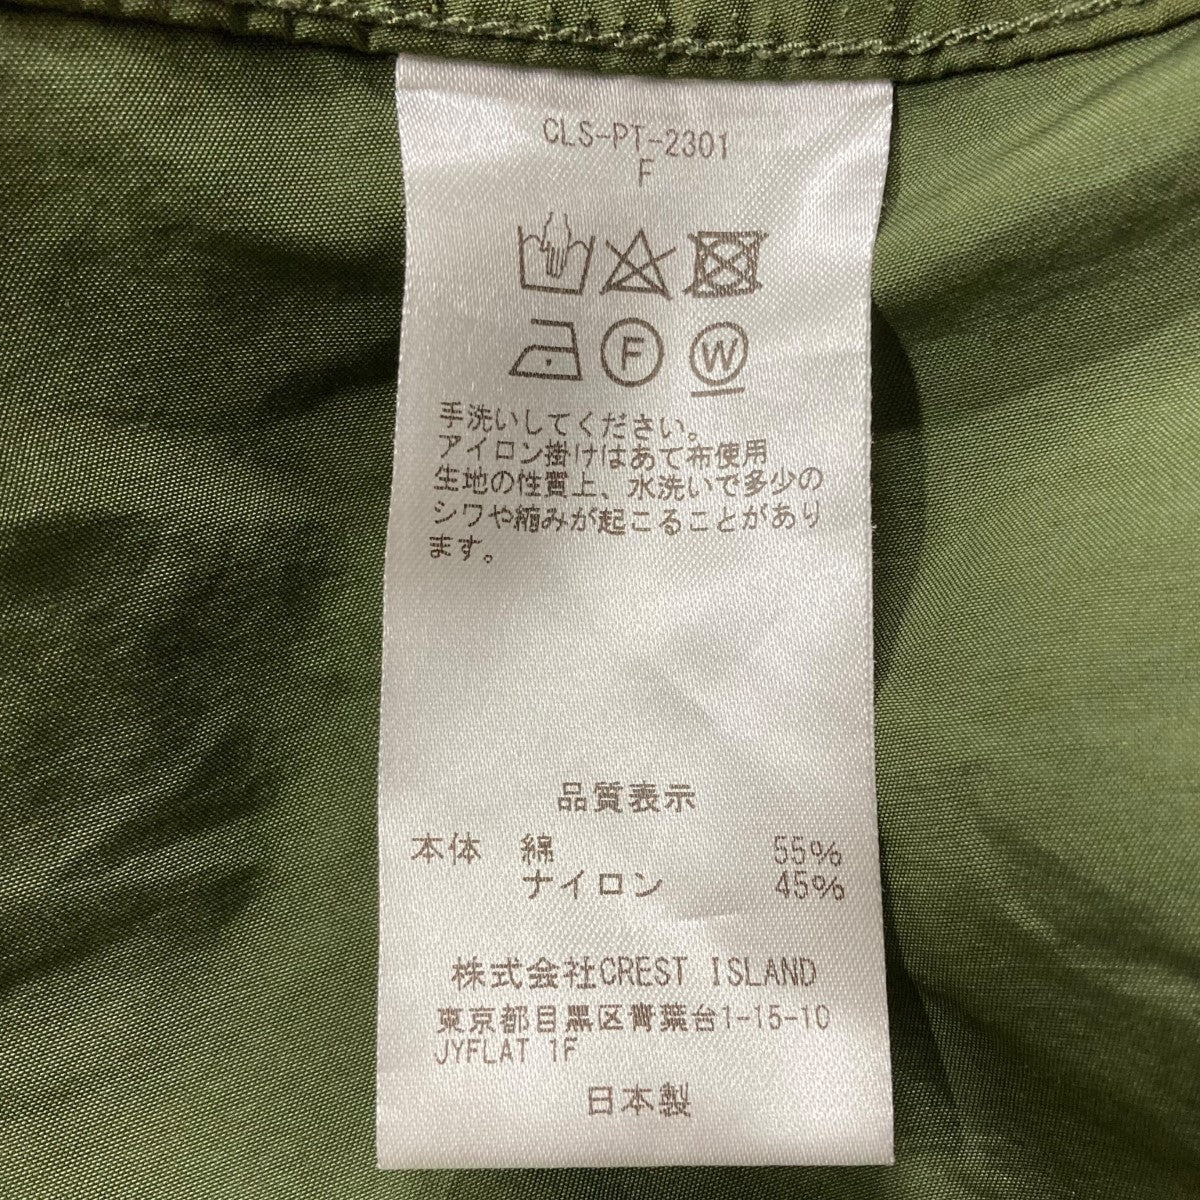 CLS-PT-2301
F
F W
手洗いしてください。
アイロン掛けはあて布使用
生地の性質上、水洗いで多少の
シワや縮みが起こることがあり
ます。
品質表示
本体 綿 55%
ナイロン 45%
株式会社CREST ISLAND
東京都目黒区青葉台1-15-10
JYFLAT 1F
日本製